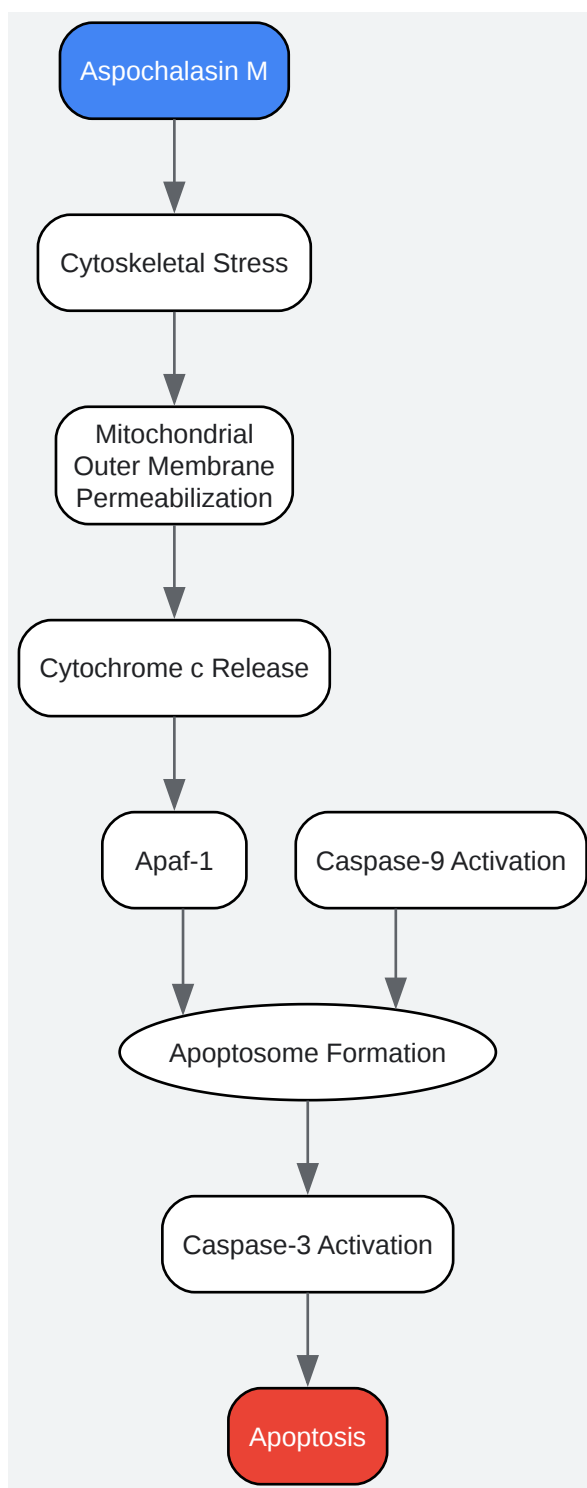 Aspochalasin M
Cytoskeletal Stress
Mitochondrial
Outer Membrane
Permeabilization
Cytochrome c Release
Apaf-1
Caspase-9 Activation
Apoptosome Formation
Caspase-3 Activation
Apoptosis